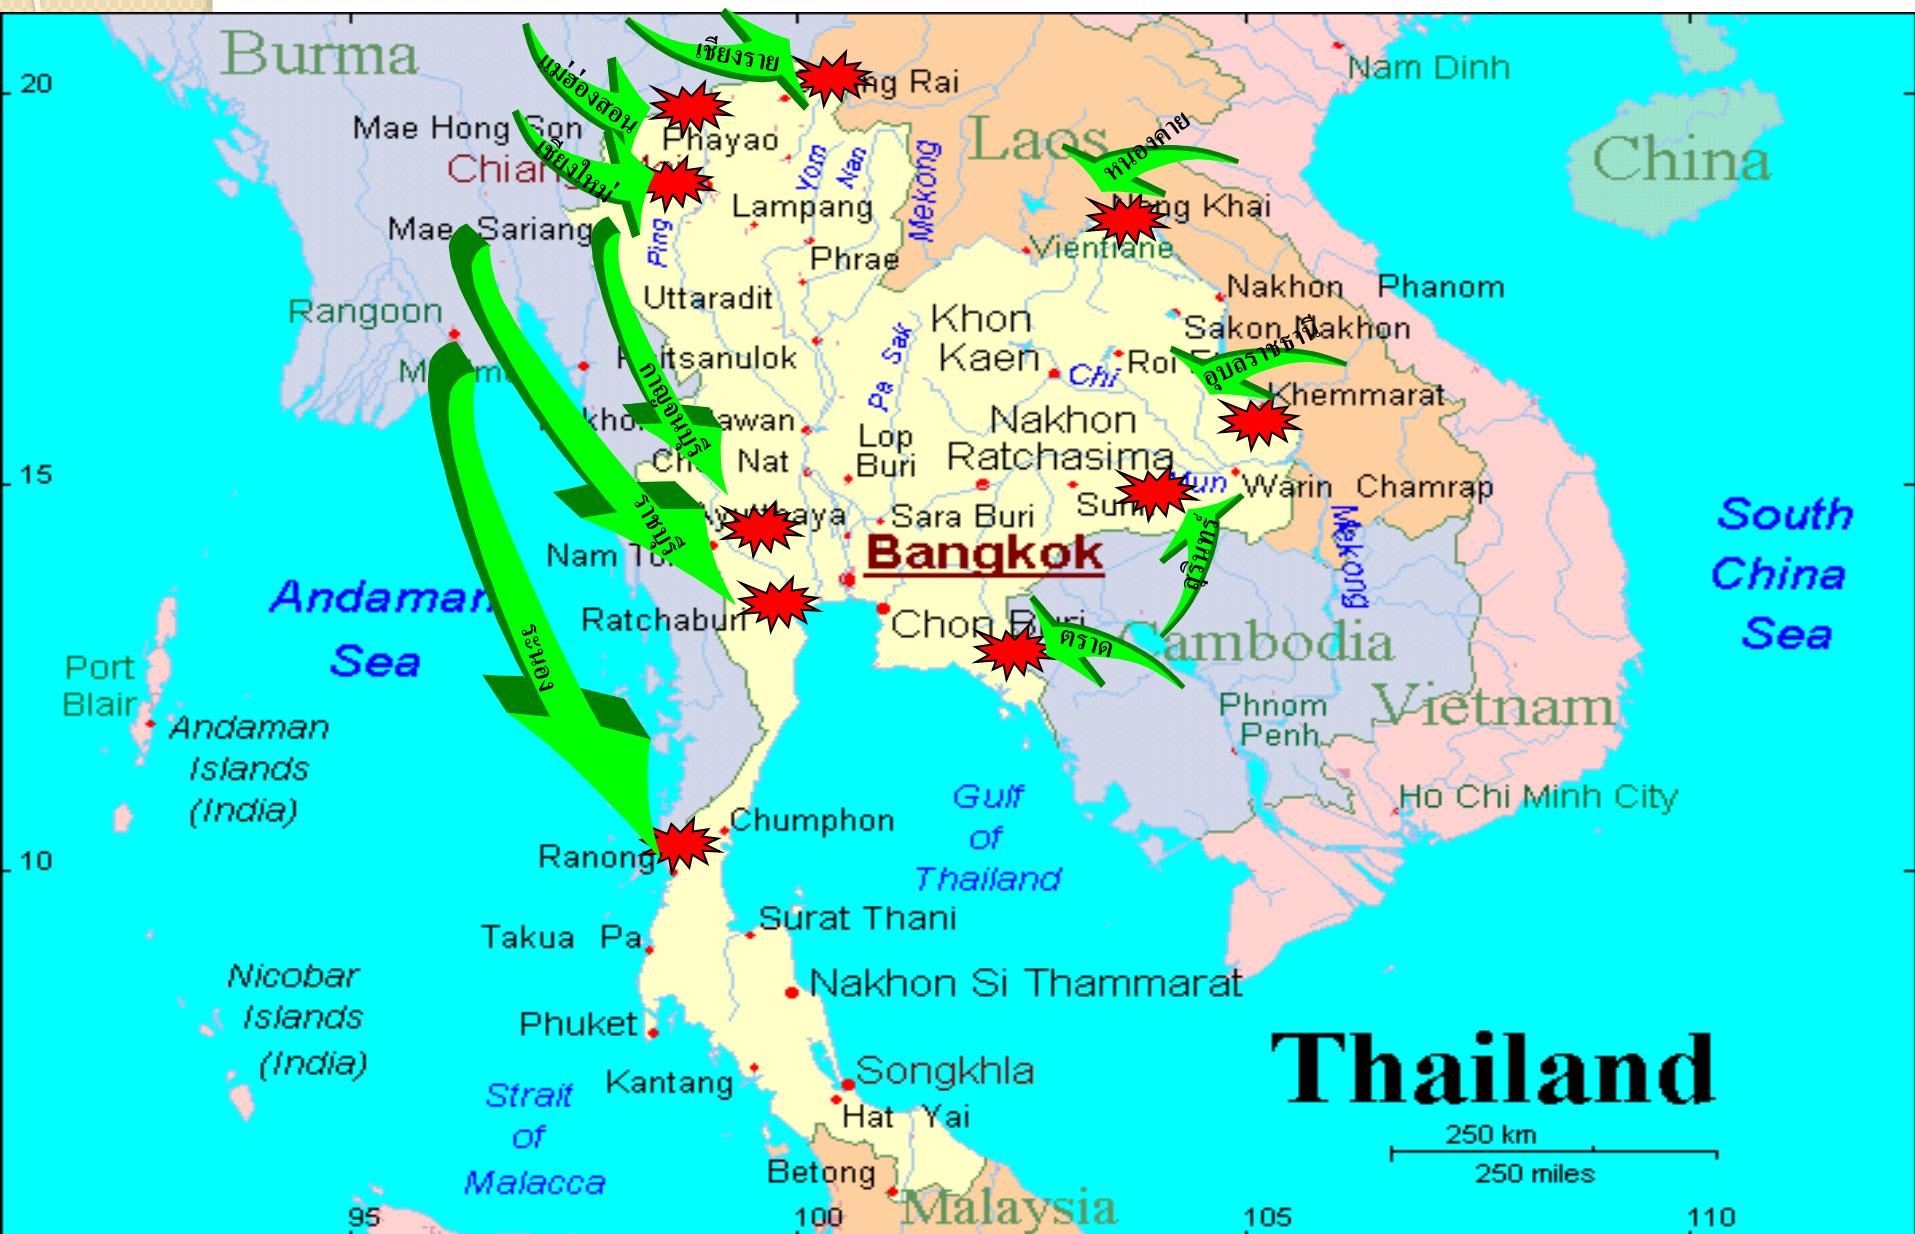 Burma
20
เชียงราย
ng Rai
Nam Dinh
แม่ฮ่องสอน
Mae Hong Son
Phayao
Laos
หนองคาย
China
Chiang
เชียงใหม่
Yom
Nan
Mekong
Lampang
Nong Khai
Mae Sariang
Ping
Phrae
Vientiane
Uttaradit
Nakhon Phanom
Rangoon
Khon
Kaen
Pa Sak
Sakon Nakhon
อุบลราชธานี
Phitsanulok
Chi
Roi
Khemmarat
กาญจนบุรี
awan
Nakhon
Ratchasima
Lop
Buri
15
Nat
Mun
Warin Chamrap
ราชบุรี
Ayutthaya
Sara Buri
สุรินทร์
Mekong
South
China
Sea
Bangkok
Nam
Andaman
Sea
Ratchaburi
Chon Buri
ตราด
Cambodia
ระนอง
Port
Blair
Andaman
Islands
(India)
Phnom
Penh
Vietnam
Gulf
of
Thailand
Ho Chi Minh City
Chumphon
10
Ranong
Surat Thani
Takua Pa
Nicobar
Islands
(India)
Nakhon Si Thammarat
Phuket
Songkhla
Kantang
Hat Yai
Strait
of
Malacca
Thailand
250 km
250 miles
Betong
Malaysia
95
100
105
110